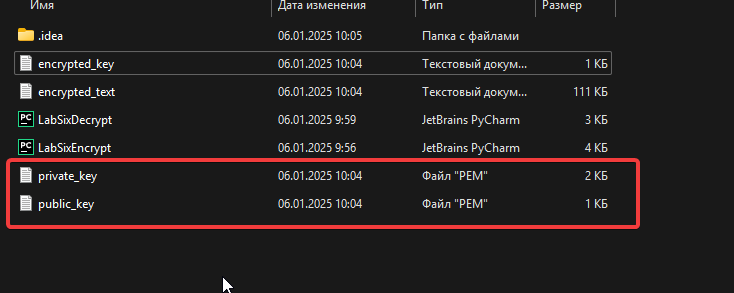 Имя Дата изменения Тип Размер
.idea 06.01.2025 10:05 Папка с файлами
encrypted_key 06.01.2025 10:04 Текстовый докум... 1 КБ
encrypted_text 06.01.2025 10:04 Текстовый докум... 111 КБ
PC LabSixDecrypt 06.01.2025 9:59 JetBrains PyCharm 3 КБ
PC LabSixEncrypt 06.01.2025 9:56 JetBrains PyCharm 4 КБ
private_key 06.01.2025 10:04 Файл "PEM" 2 КБ
public_key 06.01.2025 10:04 Файл "PEM" 1 КБ